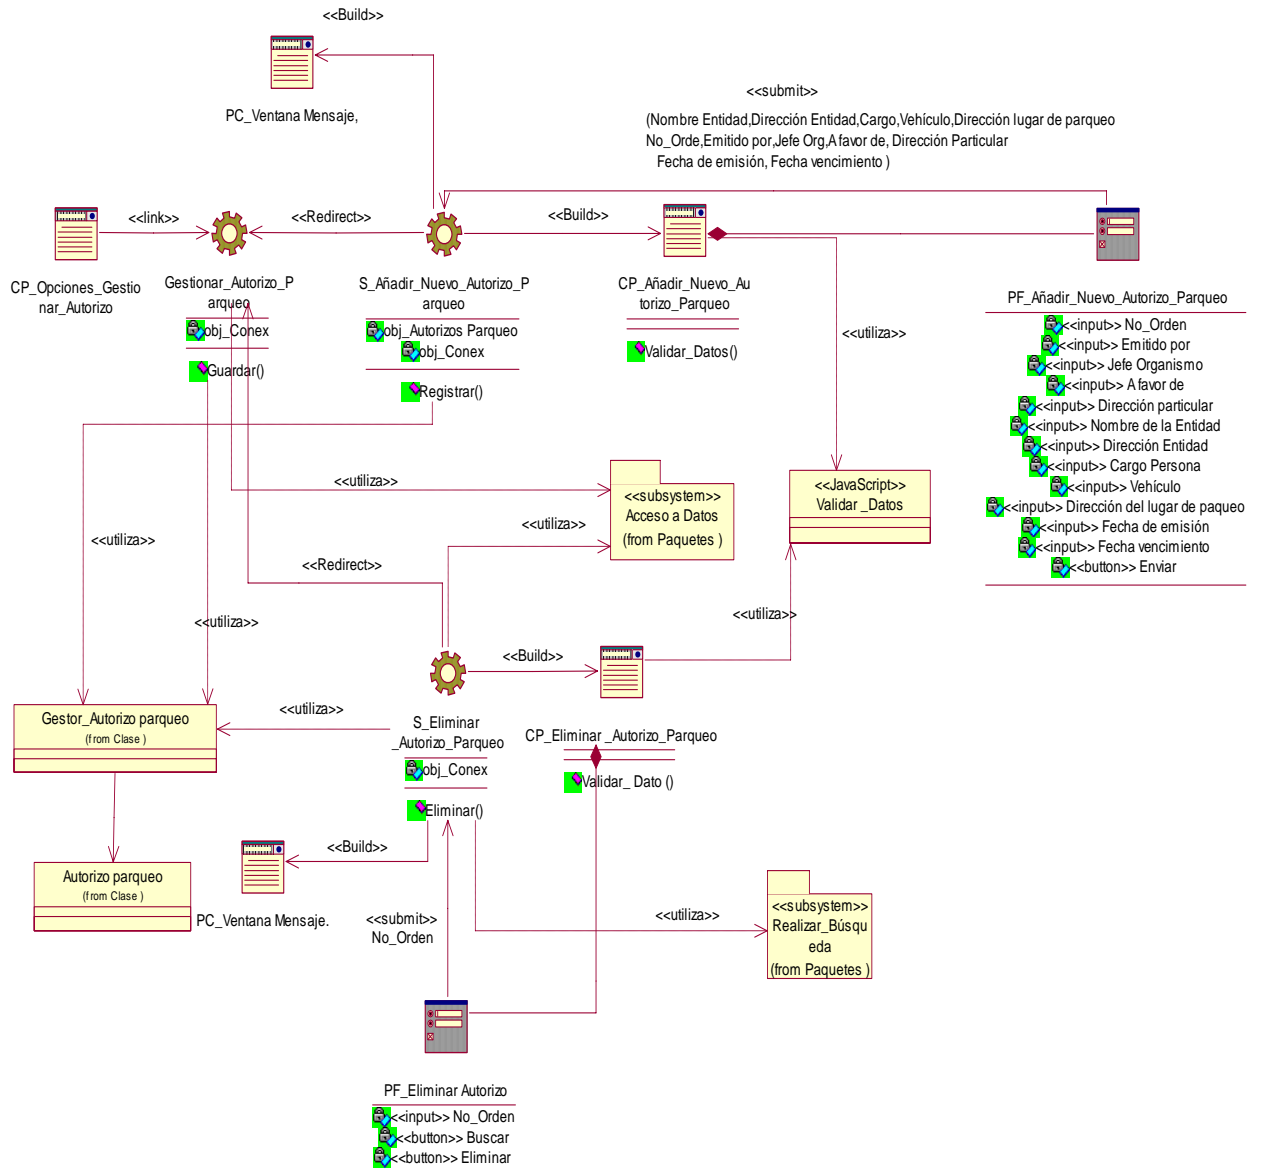 <<Build>>
PC_Ventana Mensaje,
<<submit>>
(Nombre Entidad,Dirección Entidad,Cargo,Vehículo,Dirección lugar de parqueo
No_Orde,Emitido por,Jefe Org,A favor de, Dirección Particular
Fecha de emisión, Fecha vencimiento )
<<link>>
<<Redirect>>
<<Build>>
CP_Opciones_Gestio
nar_Autorizo
Gestionar_Autorizo_P
arqueo
obj_Conex
Guardar()
S_Añadir_Nuevo_Autorizo_P
arqueo
obj_Autorizos Parqueo
obj_Conex
Registrar()
CP_Añadir_Nuevo_Au
torizo_Parqueo
Validar_Datos()
<<utiliza>>
PF_Añadir_Nuevo_Autorizo_Parqueo
<<input>> No_Orden
<<input>> Emitido por
<<input>> Jefe Organismo
<<input>> A favor de
<<input>> Dirección particular
<<input>> Nombre de la Entidad
<<input>> Dirección Entidad
<<input>> Cargo Persona
<<input>> Vehículo
<<input>> Dirección del lugar de paqueo
<<input>> Fecha de emisión
<<input>> Fecha vencimiento
<<button>> Enviar
<<utiliza>>
<<subsystem>>
Acceso a Datos
(from Paquetes )
<<JavaScript>>
Validar _Datos
<<utiliza>>
<<utiliza>>
<<Redirect>>
<<utiliza>>
<<utiliza>>
<<Build>>
Gestor_Autorizo parqueo
(from Clase )
<<utiliza>>
S_Eliminar
_Autorizo_Parqueo
obj_Conex
Eliminar()
CP_Eliminar _Autorizo_Parqueo
Validar_ Dato ()
Autorizo parqueo
(from Clase )
<<Build>>
PC_Ventana Mensaje.
<<submit>>
No_Orden
<<utiliza>>
<<subsystem>>
Realizar_Búsqu
eda
(from Paquetes )
PF_Eliminar Autorizo
<<input>> No_Orden
<<button>> Buscar
<<button>> Eliminar